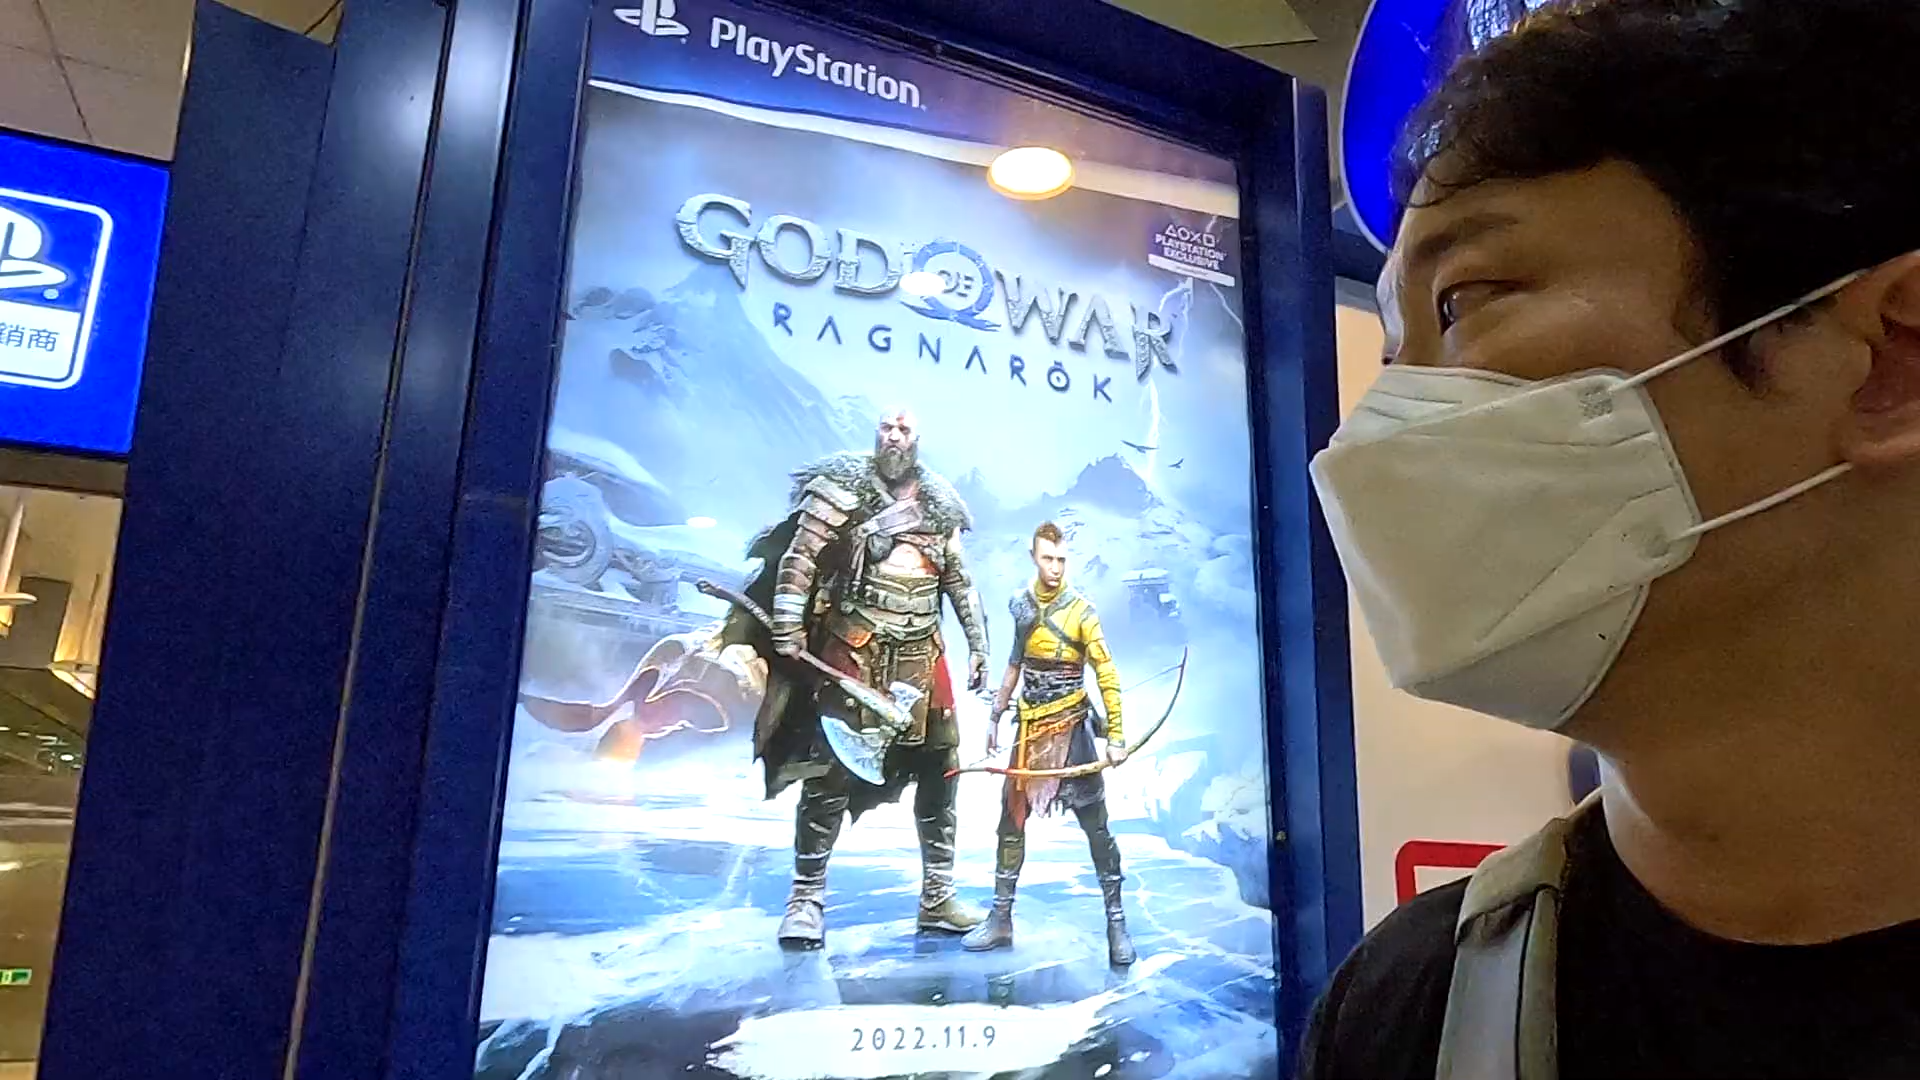 PlayStation
GOD OF WAR
RAGNARÖK
PLAYSTATION
EXCLUSIVE
銷商
2022.11.9